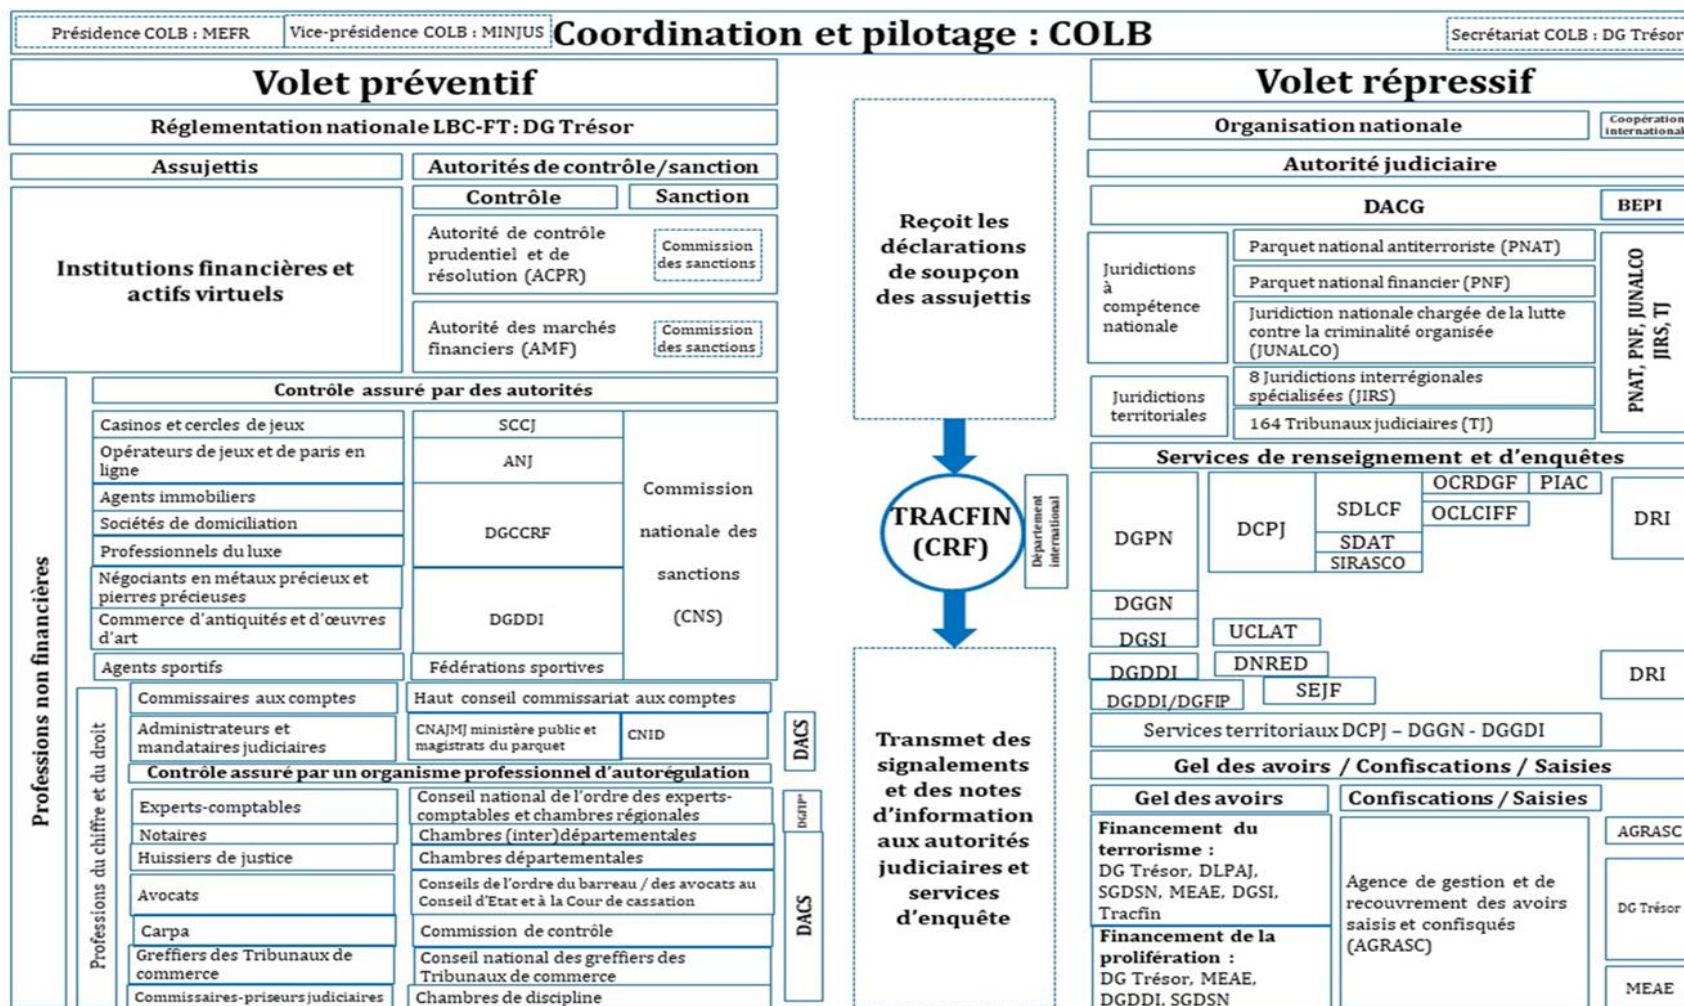 Présidence COLB : MEFR
Vice-présidence COLB : MINJUS
Coordination et pilotage : COLB
Secrétariat COLB : DG Trésor
Volet préventif
Réglementation nationale LBC-FT : DG Trésor
Assujettis
Autorités de contrôle/sanction
Contrôle
Sanction
Institutions financières et
actifs virtuels
Autorité de contrôle
prudentiel et de
résolution (ACPR)
Commission
des sanctions
Autorité des marchés
financiers (AMF)
Commission
des sanctions
Professions non financières
Contrôle assuré par des autorités
Casinos et cercles de jeux
SCCJ
Opérateurs de jeux et de paris en
ligne
ANJ
Agents immobiliers
Sociétés de domiciliation
Professionnels du luxe
DGCCRF
Négociants en métaux précieux et
pierres précieuses
Commerce d'antiquités et d'œuvres
d'art
DGDDI
Agents sportifs
Fédérations sportives
Commission
nationale des
sanctions
(CNS)
Professions du chiffre et du droit
Commissaires aux comptes
Haut conseil commissariat aux comptes
Administrateurs et
mandataires judiciaires
CNAJMJ ministère public et
magistrats du parquet
CNID
DACS
Contrôle assuré par un organisme professionnel d'autorégulation
Experts-comptables
Conseil national de l'ordre des experts-
comptables et chambres régionales
DGFIP*
Notaires
Chambres (inter)départementales
Huissiers de justice
Chambres départementales
Avocats
Conseils de l'ordre du barreau / des avocats au
Conseil d'Etat et à la Cour de cassation
DACS
Carpa
Commission de contrôle
Greffiers des Tribunaux de
commerce
Conseil national des greffiers des
Tribunaux de commerce
Commissaires-priseurs judiciaires
Chambres de discipline
Reçoit les
déclarations
de soupçon
des assujettis
TRACFIN
(CRF)
Département
international
Transmet des
signalements
et des notes
d'information
aux autorités
judiciaires et
services
d'enquête
Volet répressif
Organisation nationale
Coopération
international
Autorité judiciaire
DACG
BEPI
Juridictions
à
compétence
nationale
Parquet national antiterroriste (PNAT)
Parquet national financier (PNF)
Juridiction nationale chargée de la lutte
contre la criminalité organisée
(JUNALCO)
Juridictions
territoriales
8 Juridictions interrégionales
spécialisées (JIRS)
164 Tribunaux judiciaires (TJ)
PNAT, PNF, JUNALCO
JIRS, TJ
Services de renseignement et d'enquêtes
DGPN
DCPJ
SDLCF
OCRDGF
PIAC
OCLCIFF
SDAT
SIRASCO
DRI
DGGN
DGSI
UCLAT
DGDDI
DNRED
DRI
DGDDI/DGFIP
SEJF
Services territoriaux DCPJ – DGGN - DGGDI
Gel des avoirs / Confiscations / Saisies
Gel des avoirs
Confiscations / Saisies
Financement du
terrorisme :
DG Trésor, DLPAJ,
SGDSN, MEAE, DGSI,
Tracfin
Financement de la
prolifération :
DG Trésor, MEAE,
DGDDI, SGDSN
Agence de gestion et de
recouvrement des avoirs
saisis et confisqués
(AGRASC)
AGRASC
DG Trésor
MEAE